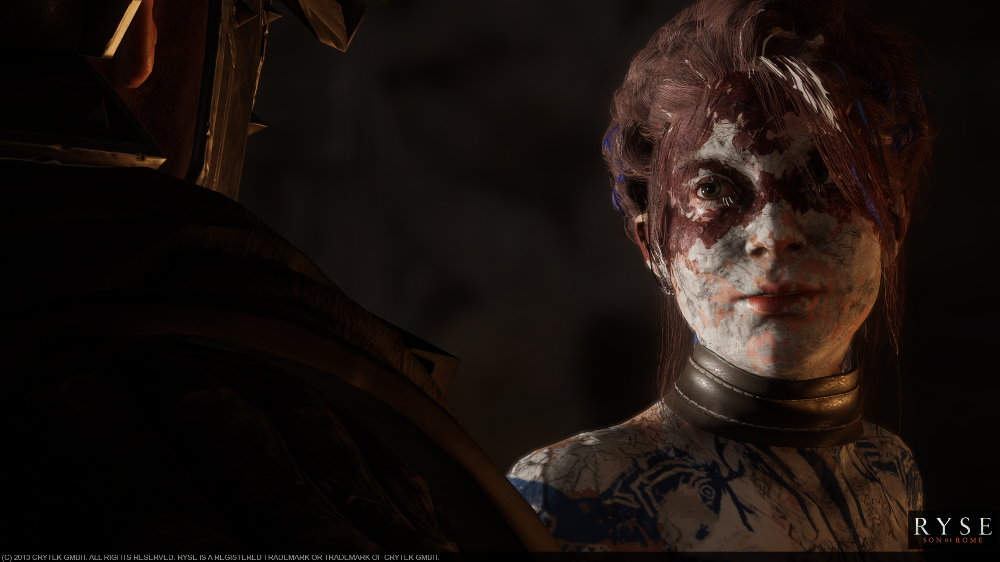 RYSE
SON OF ROME
(C) 2013 CRYTEK GMBH. ALL RIGHTS RESERVED. RYSE IS A REGISTERED TRADEMARK OR TRADEMARK OF CRYTEK GMBH.